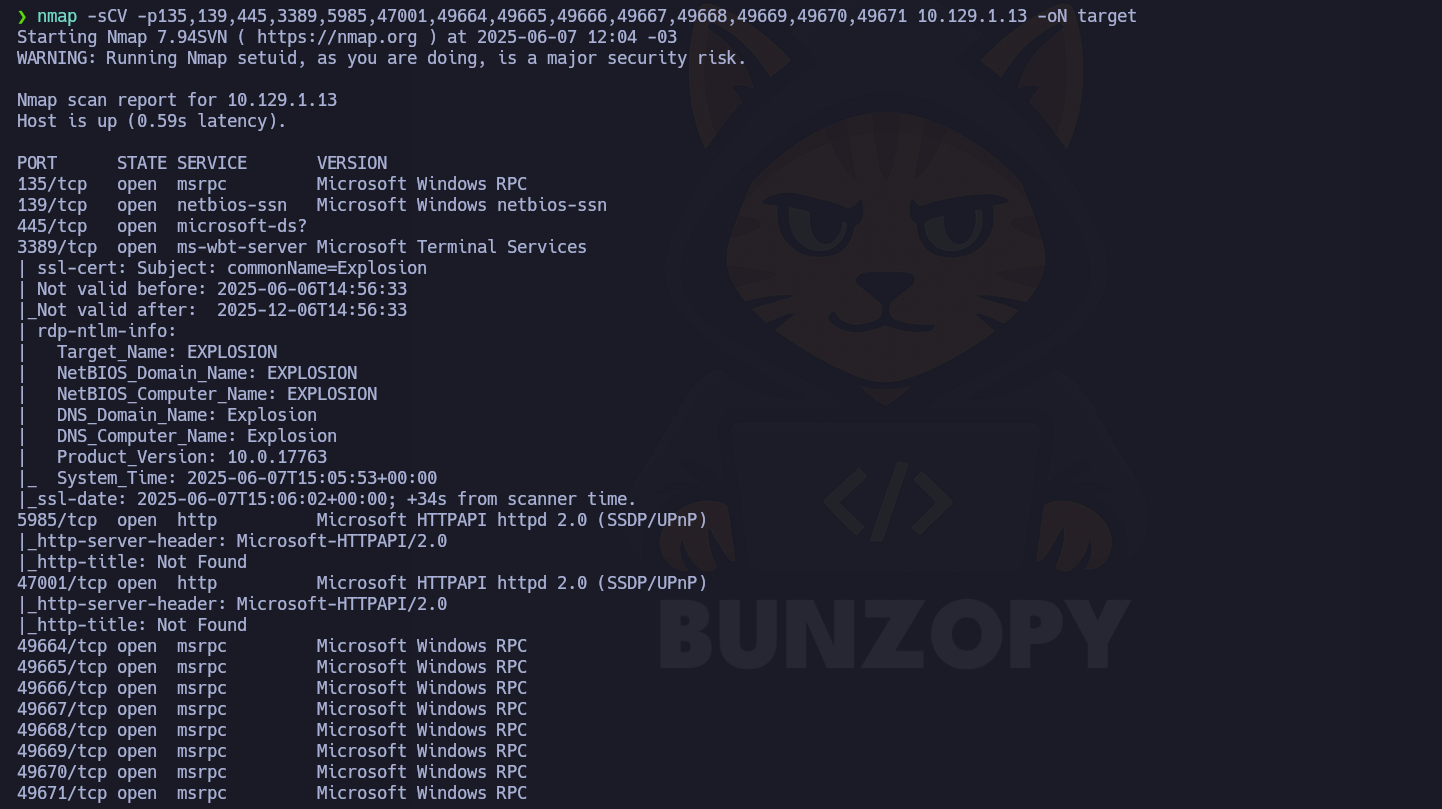 ❯ nmap -sCV -p135,139,445,3389,5985,47001,49664,49665,49666,49667,49668,49669,49670,49671 10.129.1.13 -oN target
Starting Nmap 7.94SVN ( https://nmap.org ) at 2025-06-07 12:04 -03
WARNING: Running Nmap setuid, as you are doing, is a major security risk.

Nmap scan report for 10.129.1.13
Host is up (0.59s latency).

PORT      STATE SERVICE       VERSION
135/tcp   open  msrpc         Microsoft Windows RPC
139/tcp   open  netbios-ssn   Microsoft Windows netbios-ssn
445/tcp   open  microsoft-ds?
3389/tcp  open  ms-wbt-server Microsoft Terminal Services
| ssl-cert: Subject: commonName=Explosion
| Not valid before: 2025-06-06T14:56:33
|_Not valid after:  2025-12-06T14:56:33
| rdp-ntlm-info:
|   Target_Name: EXPLOSION
|   NetBIOS_Domain_Name: EXPLOSION
|   NetBIOS_Computer_Name: EXPLOSION
|   DNS_Domain_Name: Explosion
|   DNS_Computer_Name: Explosion
|   Product_Version: 10.0.17763
|_  System_Time: 2025-06-07T15:05:53+00:00
|_ssl-date: 2025-06-07T15:06:02+00:00; +34s from scanner time.
5985/tcp  open  http          Microsoft HTTPAPI httpd 2.0 (SSDP/UPnP)
|_http-server-header: Microsoft-HTTPAPI/2.0
|_http-title: Not Found
47001/tcp open  http          Microsoft HTTPAPI httpd 2.0 (SSDP/UPnP)
|_http-server-header: Microsoft-HTTPAPI/2.0
|_http-title: Not Found
49664/tcp open  msrpc         Microsoft Windows RPC
49665/tcp open  msrpc         Microsoft Windows RPC
49666/tcp open  msrpc         Microsoft Windows RPC
49667/tcp open  msrpc         Microsoft Windows RPC
49668/tcp open  msrpc         Microsoft Windows RPC
49669/tcp open  msrpc         Microsoft Windows RPC
49670/tcp open  msrpc         Microsoft Windows RPC
49671/tcp open  msrpc         Microsoft Windows RPC
</>
BUNZOPY